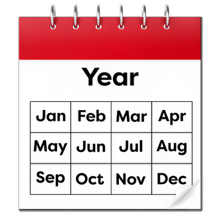 Year
Jan Feb Mar Apr
May Jun Jul Aug
Sep Oct Nov Dec